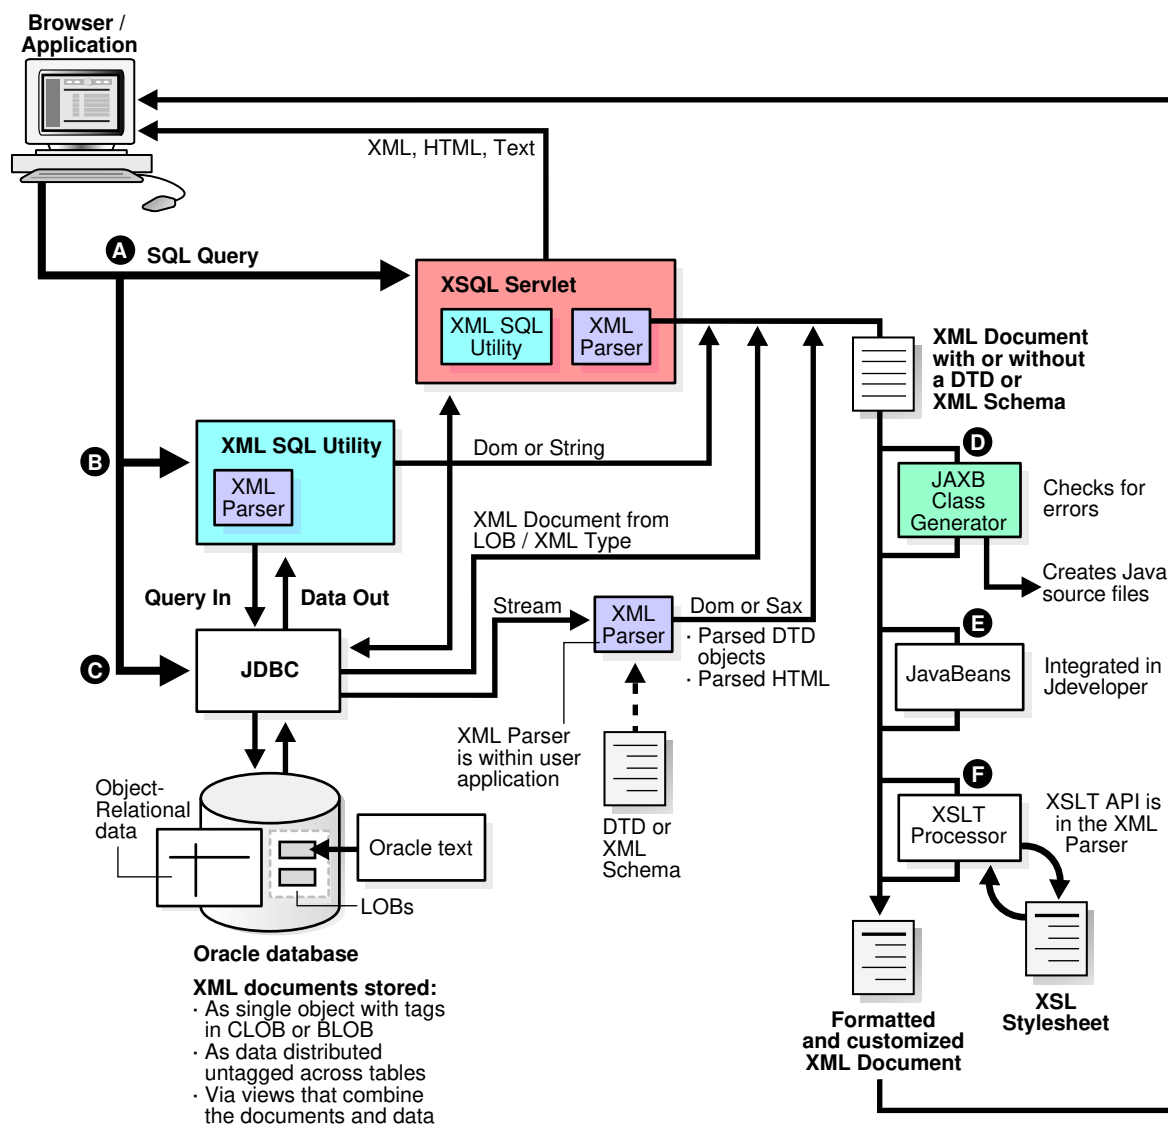 Browser /
Application
XML, HTML, Text
A
SQL Query
XSQL Servlet
XML SQL
Utility
XML
Parser
XML Document
with or without
a DTD or
XML Schema
B
XML SQL Utility
XML
Parser
Dom or String
D
JAXB
Class
Generator
Checks for
errors
XML Document from
LOB / XML Type
Creates Java
source files
Query In
Data Out
Stream
XML
Parser
Dom or Sax
· Parsed DTD
objects
· Parsed HTML
C
JDBC
E
JavaBeans
Integrated in
Jdeveloper
XML Parser
is within user
application
DTD or
XML
Schema
F
XSLT
Processor
XSLT API is
in the XML
Parser
Object-
Relational
data
Oracle text
LOBs
Oracle database
XML documents stored:
· As single object with tags
in CLOB or BLOB
· As data distributed
untagged across tables
· Via views that combine
the documents and data
Formatted
and customized
XML Document
XSL
Stylesheet